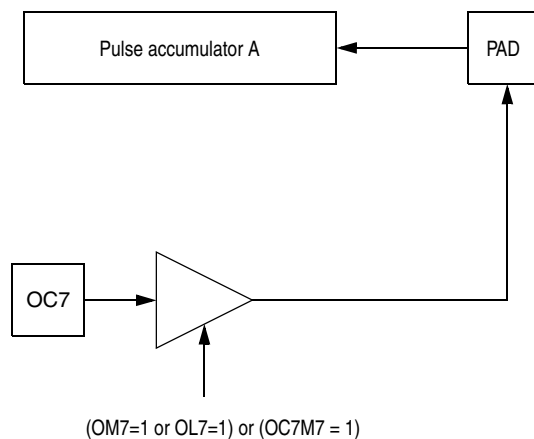 Pulse accumulator A
PAD
OC7
(OM7=1 or OL7=1) or (OC7M7 = 1)